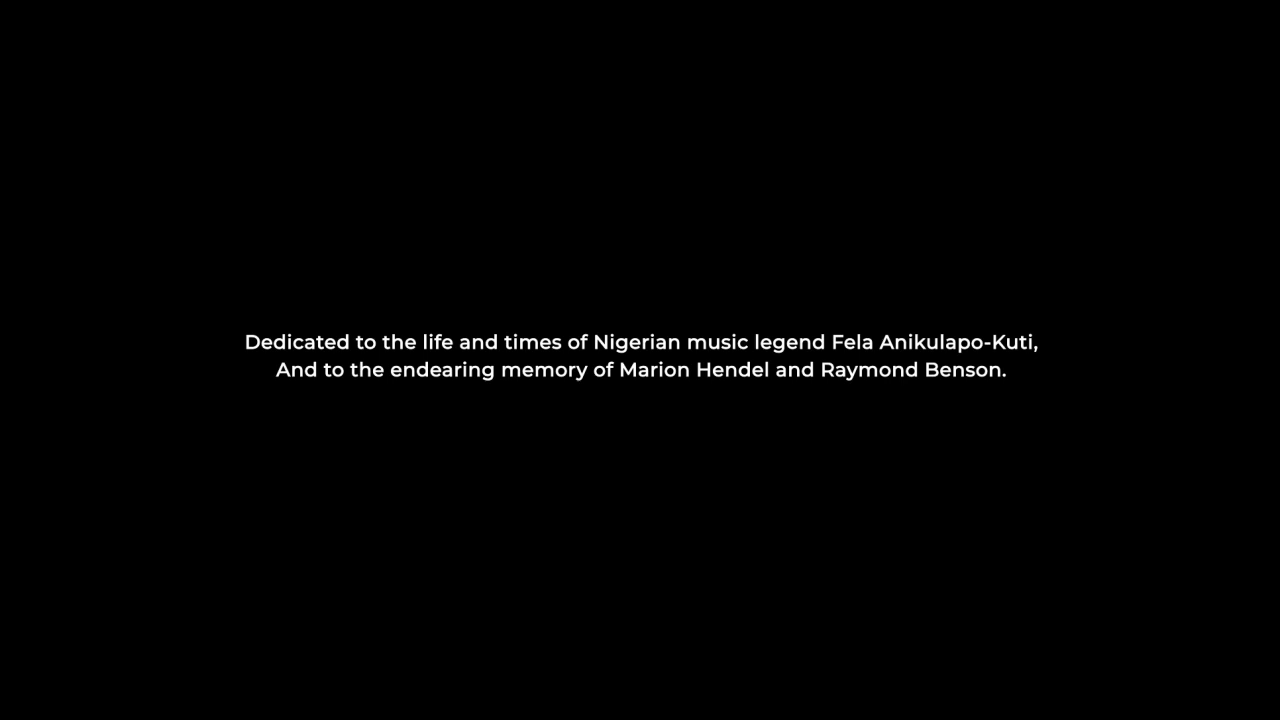 Dedicated to the life and times of Nigerian music legend Fela Anikulapo-Kuti,
And to the endearing memory of Marion Hendel and Raymond Benson.